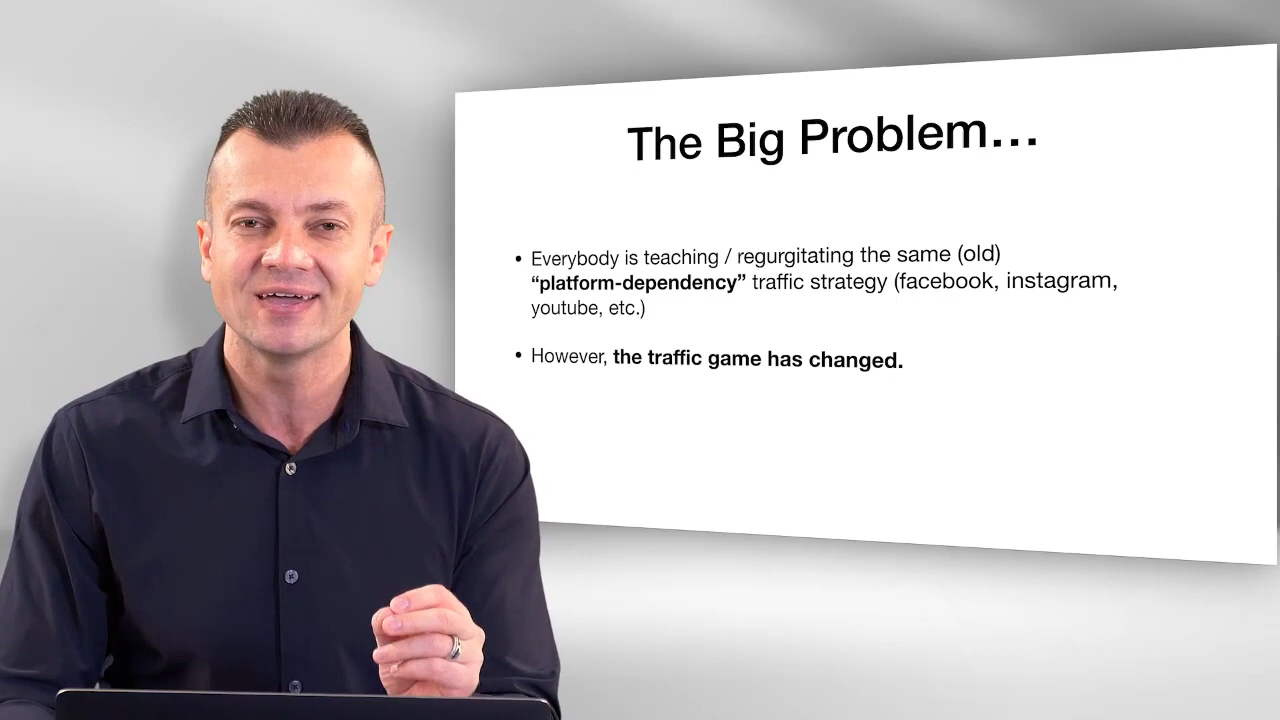 The Big Problem…
• Everybody is teaching / regurgitating the same (old)
“platform-dependency” traffic strategy (facebook, instagram,
youtube, etc.)
• However, the traffic game has changed.